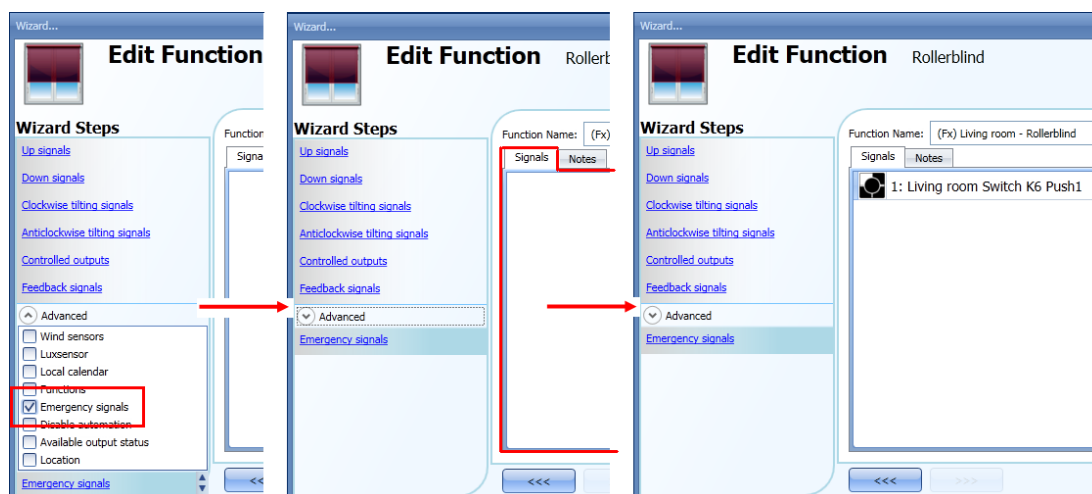 Wizard...
Edit Function
Wizard Steps
Up signals
Down signals
Clockwise tilting signals
Anticlockwise tilting signals
Controlled outputs
Feedback signals
Advanced
Wind sensors
Luxsensor
Local calendar
Functions
Emergency signals
Disable automation
Available output status
Location
Emergency signals
Function
Signa
<<
Wizard...
Edit Function Rollerb
Wizard Steps
Up signals
Down signals
Clockwise tilting signals
Anticlockwise tilting signals
Controlled outputs
Feedback signals
Advanced
Emergency signals
Function Name: (Fx)
Signals Notes
<<<
Wizard...
Edit Function Rollerblind
Wizard Steps
Up signals
Down signals
Clockwise tilting signals
Anticlockwise tilting signals
Controlled outputs
Feedback signals
Advanced
Emergency signals
Function Name: (Fx) Living room - Rollerblind
Signals Notes
1: Living room Switch K6 Push1
<<< >>>